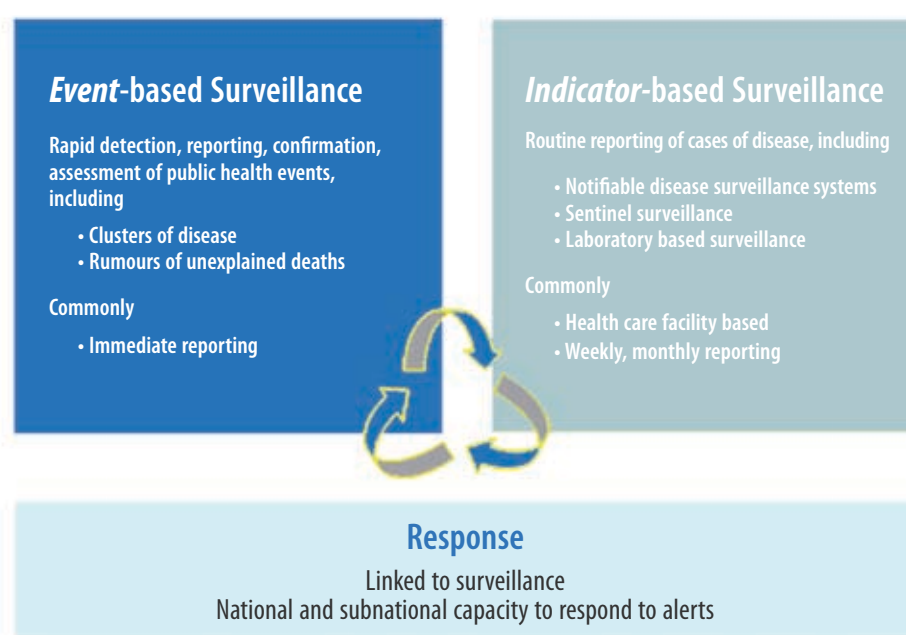 Event-based Surveillance
Rapid detection, reporting, confirmation,
assessment of public health events,
including
• Clusters of disease
• Rumours of unexplained deaths
Commonly
• Immediate reporting
Indicator-based Surveillance
Routine reporting of cases of disease, including
• Notifiable disease surveillance systems
• Sentinel surveillance
• Laboratory based surveillance
Commonly
• Health care facility based
• Weekly, monthly reporting
Response
Linked to surveillance
National and subnational capacity to respond to alerts